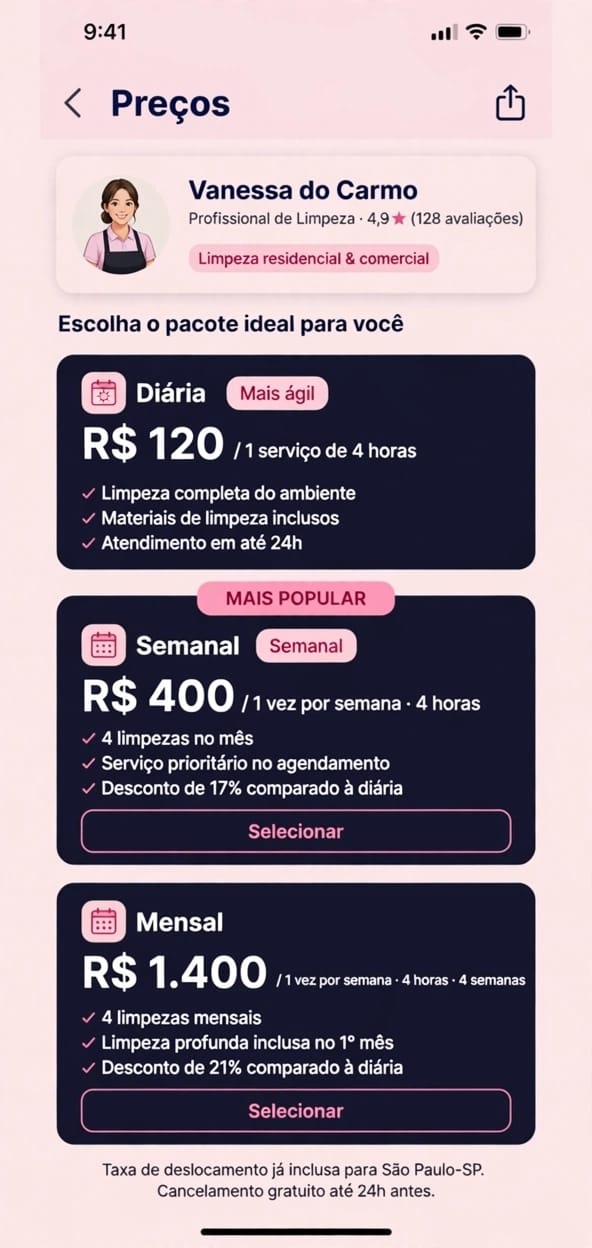 9:41
Preços
Vanessa do Carmo
Profissional de Limpeza · 4,9★ (128 avaliações)
Limpeza residencial & comercial
Escolha o pacote ideal para você
Diária Mais ágil
R$ 120 / 1 serviço de 4 horas
✓ Limpeza completa do ambiente
✓ Materiais de limpeza inclusos
✓ Atendimento em até 24h
MAIS POPULAR
Semanal Semanal
R$ 400 / 1 vez por semana · 4 horas
✓ 4 limpezas no mês
✓ Serviço prioritário no agendamento
✓ Desconto de 17% comparado à diária
Selecionar
Mensal
R$ 1.400 / 1 vez por semana · 4 horas · 4 semanas
✓ 4 limpezas mensais
✓ Limpeza profunda inclusa no 1º mês
✓ Desconto de 21% comparado à diária
Selecionar
Taxa de deslocamento já inclusa para São Paulo-SP.
Cancelamento gratuito até 24h antes.